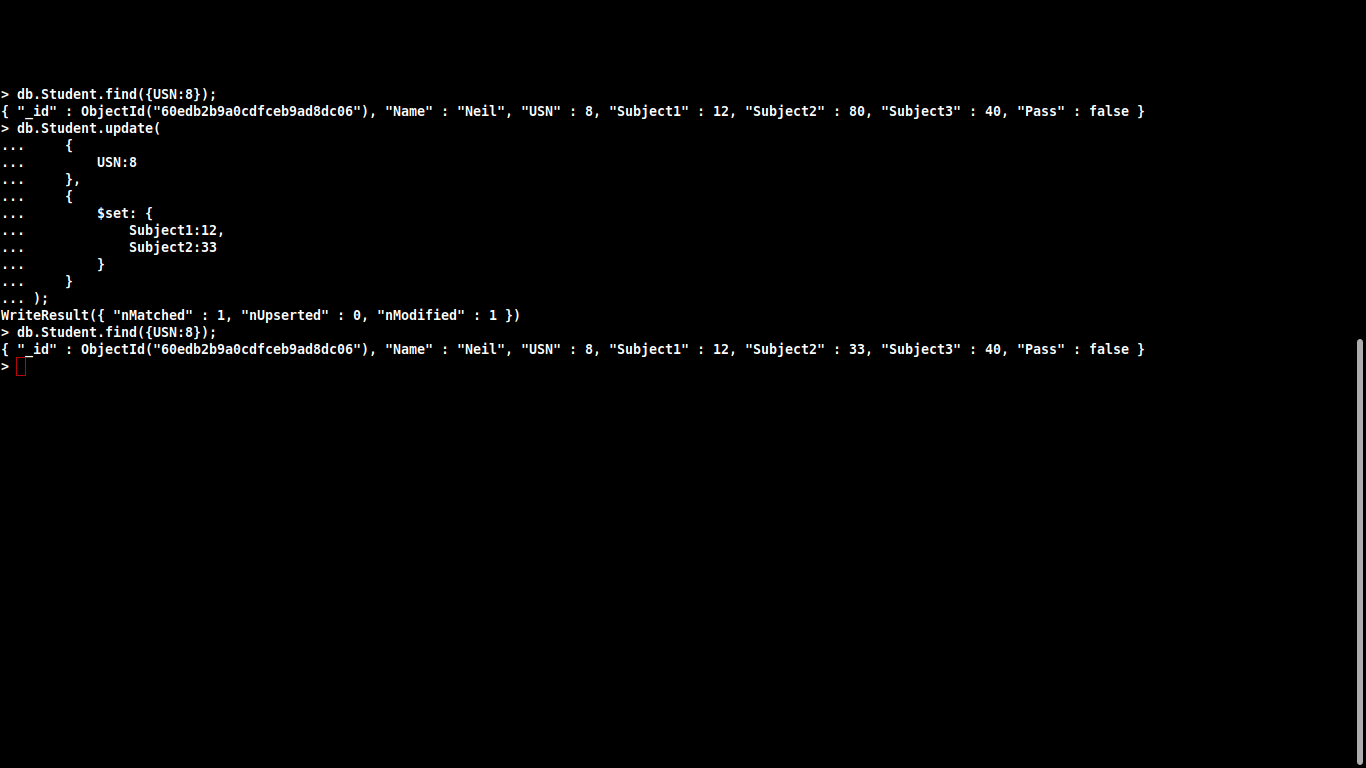 > db.Student.find({USN:8});
{ "_id" : ObjectId("60edb2b9a0cdfceb9ad8dc06"), "Name" : "Neil", "USN" : 8, "Subject1" : 12, "Subject2" : 80, "Subject3" : 40, "Pass" : false }
> db.Student.update(
...     {
...         USN:8
...     },
...     {
...         $set: {
...             Subject1:12,
...             Subject2:33
...         }
...     }
... );
WriteResult({ "nMatched" : 1, "nUpserted" : 0, "nModified" : 1 })
> db.Student.find({USN:8});
{ "_id" : ObjectId("60edb2b9a0cdfceb9ad8dc06"), "Name" : "Neil", "USN" : 8, "Subject1" : 12, "Subject2" : 33, "Subject3" : 40, "Pass" : false }
>